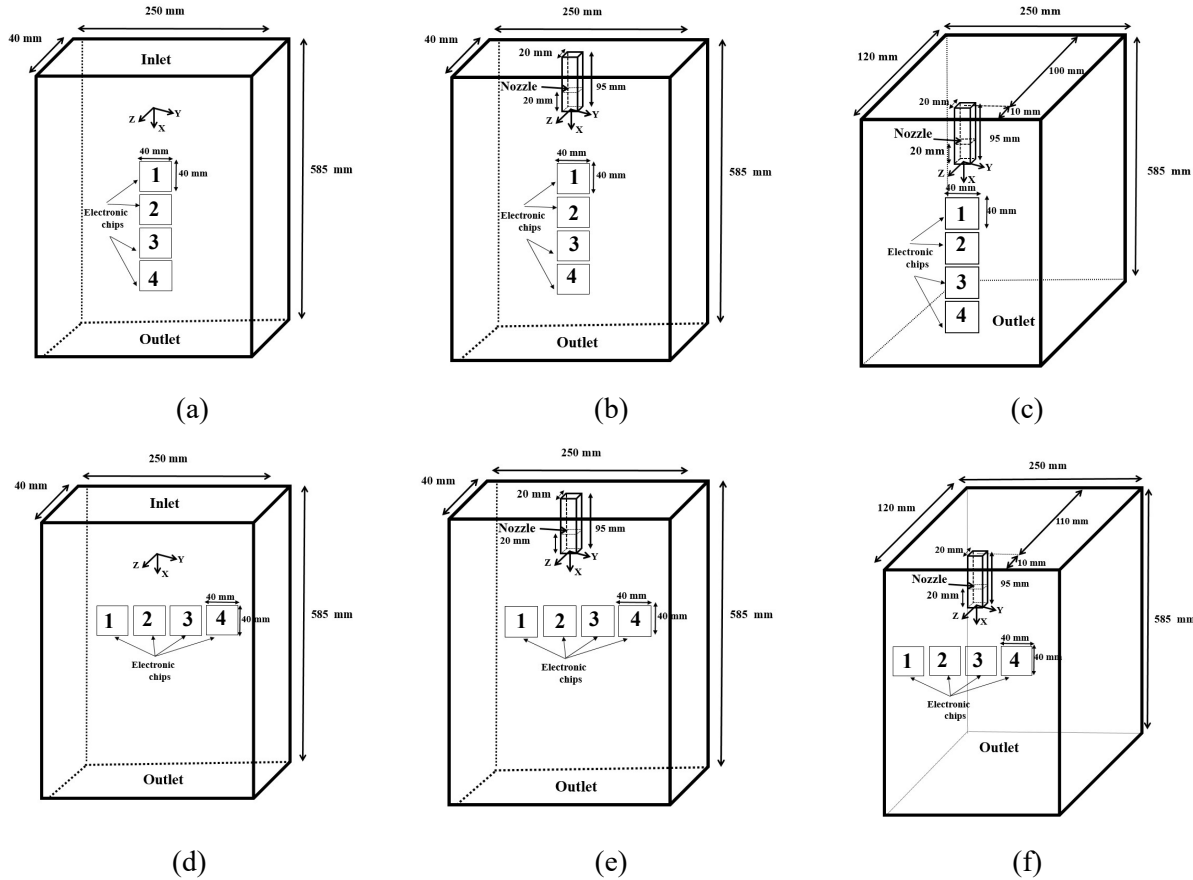 250 mm
40 mm
Inlet
Z
Y
X
40 mm
1
40 mm
2
Electronic
chips
3
4
585 mm
Outlet
(a)
250 mm
40 mm
20 mm
Nozzle
95 mm
20 mm
Z
Y
X
40 mm
1
40 mm
2
Electronic
chips
3
4
585 mm
Outlet
(b)
250 mm
120 mm
100 mm
20 mm
10 mm
Nozzle
95 mm
20 mm
Z
Y
X
40 mm
1
40 mm
2
Electronic
chips
3
4
585 mm
Outlet
(c)
250 mm
40 mm
Inlet
Z
Y
X
40 mm
1 2 3 4
40 mm
Electronic
chips
585 mm
Outlet
(d)
250 mm
40 mm
20 mm
Nozzle
95 mm
20 mm
Z
Y
X
40 mm
1 2 3 4
40 mm
Electronic
chips
585 mm
Outlet
(e)
250 mm
120 mm
110 mm
20 mm
10 mm
Nozzle
95 mm
20 mm
Z
Y
X
40 mm
1 2 3 4
40 mm
Electronic
chips
585 mm
Outlet
(f)